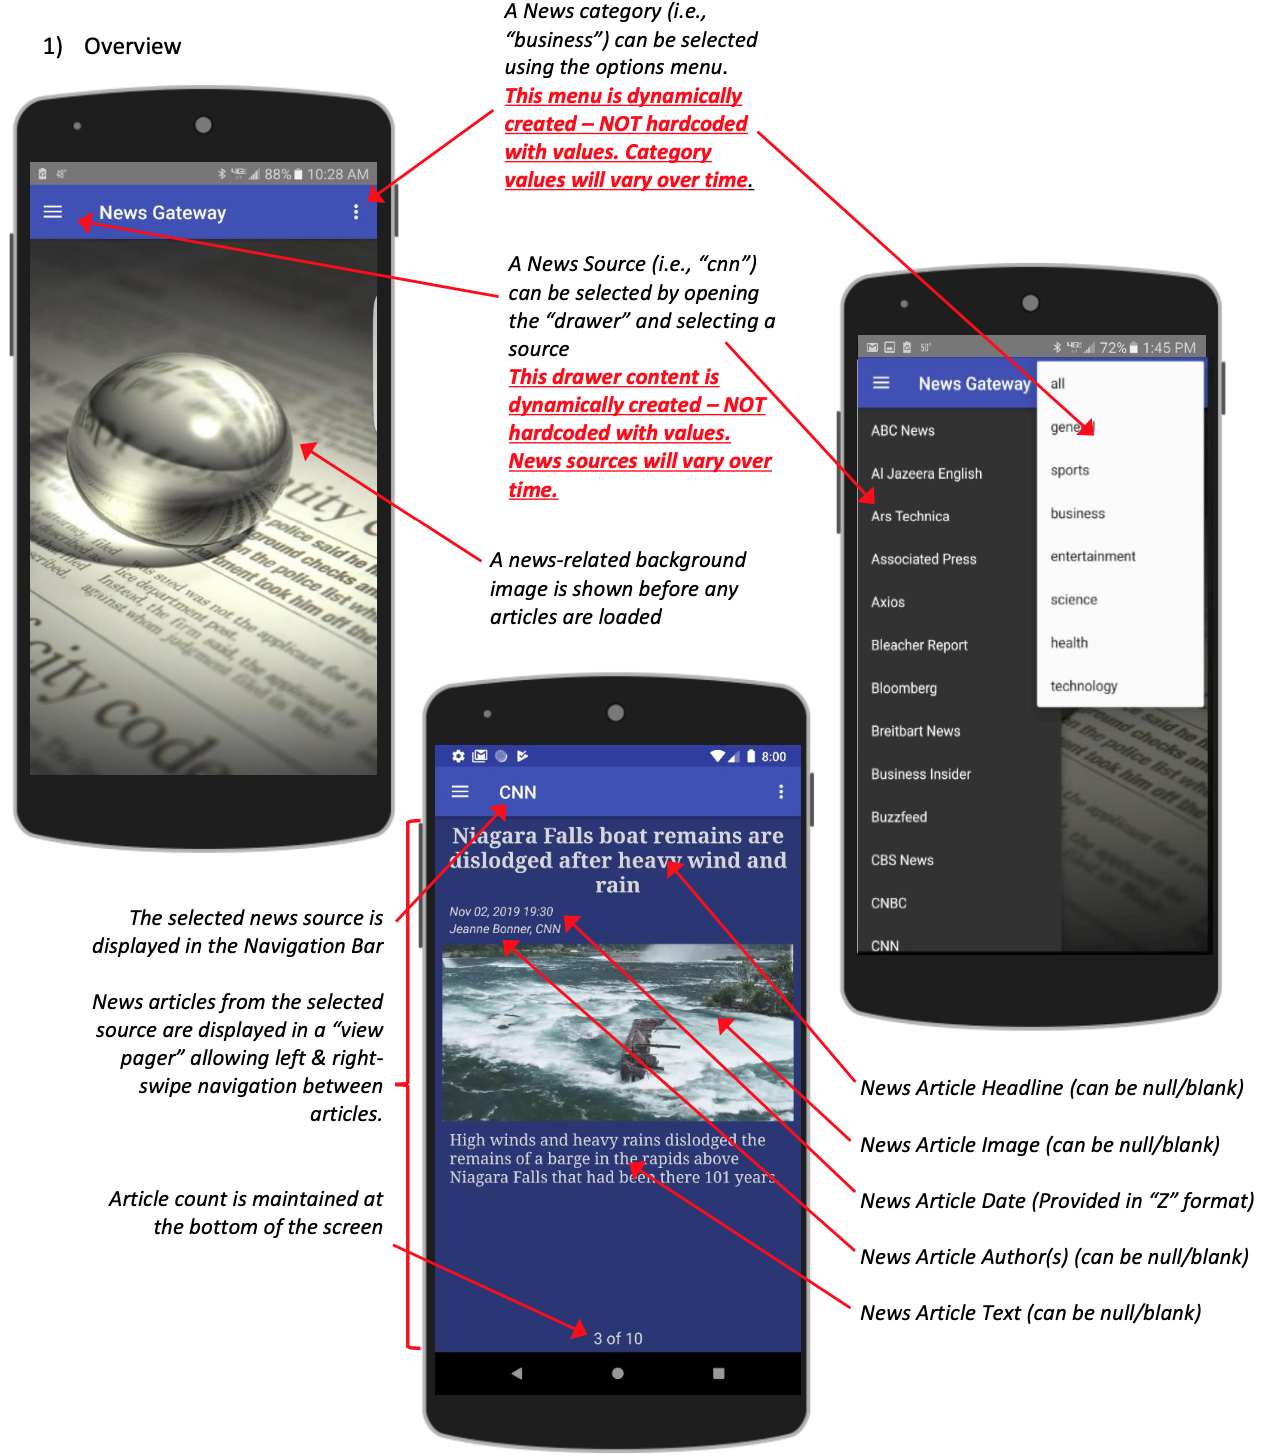 1) Overview
A News category (i.e.,
“business”) can be selected
using the options menu.
This menu is dynamically
created – NOT hardcoded
with values. Category
values will vary over time.
88% 10:28 AM
News Gateway
A News Source (i.e., “cnn”)
can be selected by opening
the “drawer” and selecting a
source
This drawer content is
dynamically created – NOT
hardcoded with values.
News sources will vary over
time.
A news-related background
image is shown before any
articles are loaded
50°
72% 1:45 PM
News Gateway
all
general
sports
business
entertainment
science
health
technology
ABC News
Al Jazeera English
Ars Technica
Associated Press
Axios
Bleacher Report
Bloomberg
Breitbart News
Business Insider
Buzzfeed
CBS News
CNBC
CNN
8:00
CNN
Niagara Falls boat remains are
dislodged after heavy wind and
rain
Nov 02, 2019 19:30
Jeanne Bonner, CNN
High winds and heavy rains dislodged the
remains of a barge in the rapids above
Niagara Falls that had been there 101 years.
3 of 10
The selected news source is
displayed in the Navigation Bar
News articles from the selected
source are displayed in a “view
pager” allowing left & right-
swipe navigation between
articles.
Article count is maintained at
the bottom of the screen
News Article Headline (can be null/blank)
News Article Image (can be null/blank)
News Article Date (Provided in “Z” format)
News Article Author(s) (can be null/blank)
News Article Text (can be null/blank)